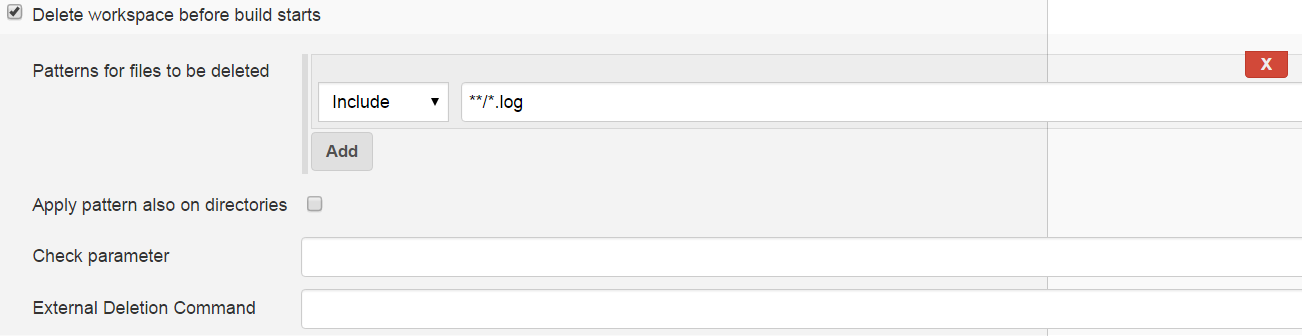 Delete workspace before build starts
Patterns for files to be deleted
X
Include
**/*.log
Add
Apply pattern also on directories
Check parameter
External Deletion Command